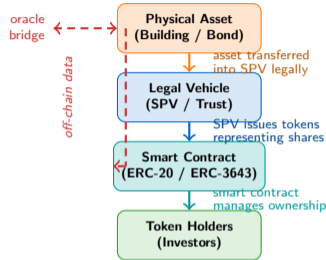 oracle
bridge
Physical Asset
(Building / Bond)
asset transferred
into SPV legally
off-chain data
Legal Vehicle
(SPV / Trust)
SPV issues tokens
representing shares
Smart Contract
(ERC-20 / ERC-3643)
smart contract
manages ownership
Token Holders
(Investors)